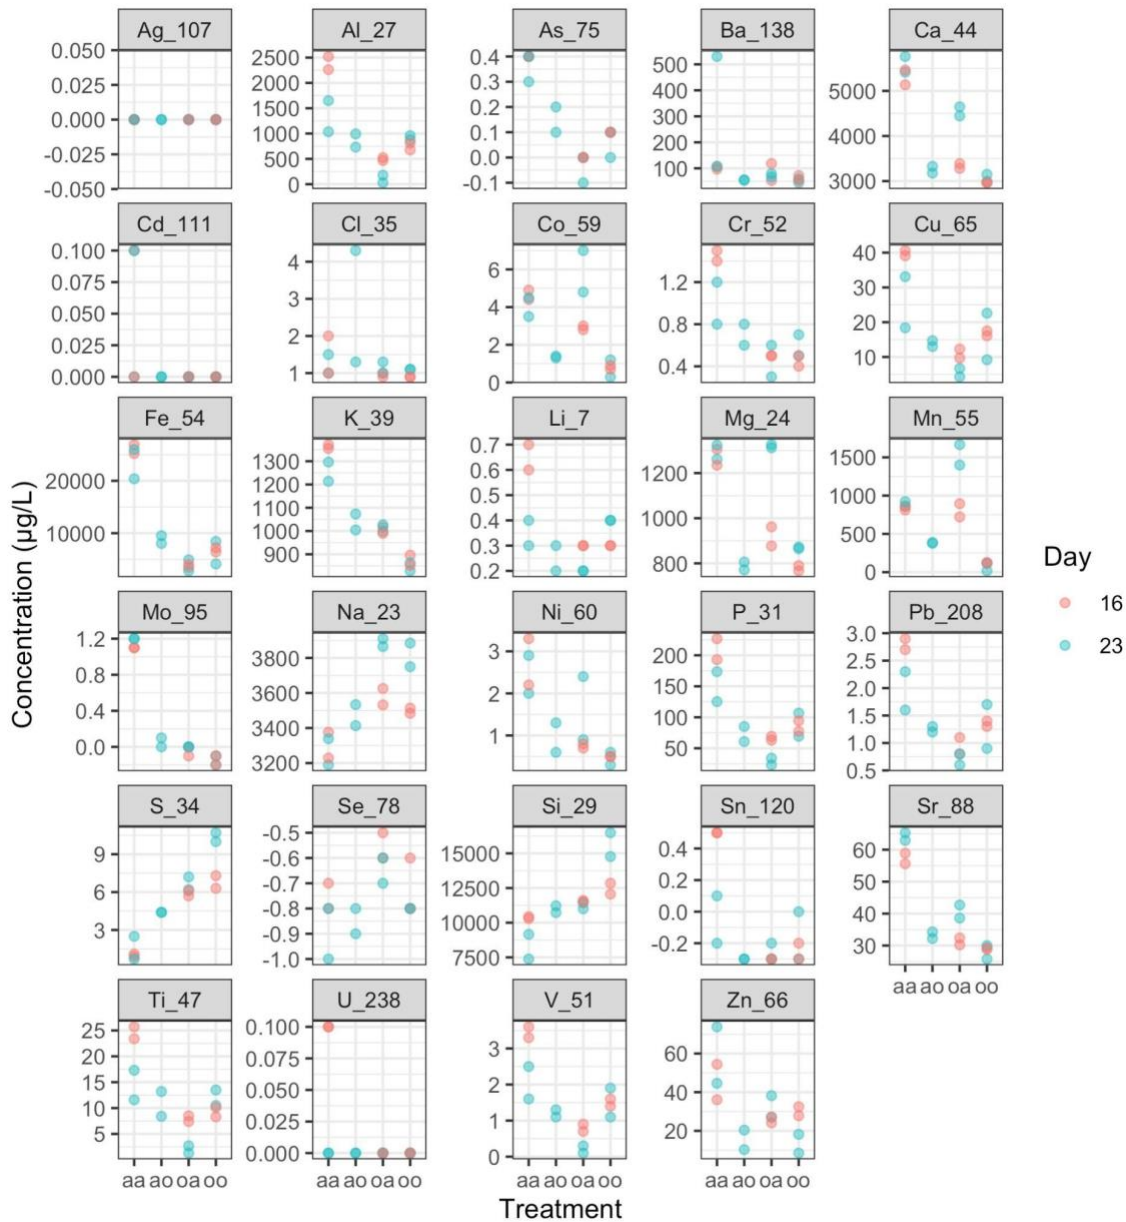 Ag_107 Al_27 As_75 Ba_138 Ca_44
0.050 0.025 0.000 -0.025 -0.050
2500 2000 1500 1000 500 0
0.4 0.3 0.2 0.1 0.0 -0.1
500 400 300 200 100
5000 4000 3000
Cd_111 Cl_35 Co_59 Cr_52 Cu_65
0.100 0.075 0.050 0.025 0.000
4 3 2 1
6 4 2 0
1.2 0.8 0.4
40 30 20 10
Fe_54 K_39 Li_7 Mg_24 Mn_55
20000 10000
1300 1200 1100 1000 900
0.7 0.6 0.5 0.4 0.3 0.2
1200 1000 800
1500 1000 500 0
Mo_95 Na_23 Ni_60 P_31 Pb_208
1.2 0.8 0.4 0.0
3800 3600 3400 3200
3 2 1
200 150 100 50
3.0 2.5 2.0 1.5 1.0 0.5
S_34 Se_78 Si_29 Sn_120 Sr_88
9 6 3
-0.5 -0.6 -0.7 -0.8 -0.9 -1.0
15000 12500 10000 7500
0.4 0.2 0.0 -0.2
60 50 40 30
aa ao oa oo
Ti_47 U_238 V_51 Zn_66
25 20 15 10 5
0.100 0.075 0.050 0.025 0.000
3 2 1 0
60 40 20
aa ao oa oo aa ao oa oo aa ao oa oo aa ao oa oo
Treatment
Concentration (µg/L)
Day
16
23